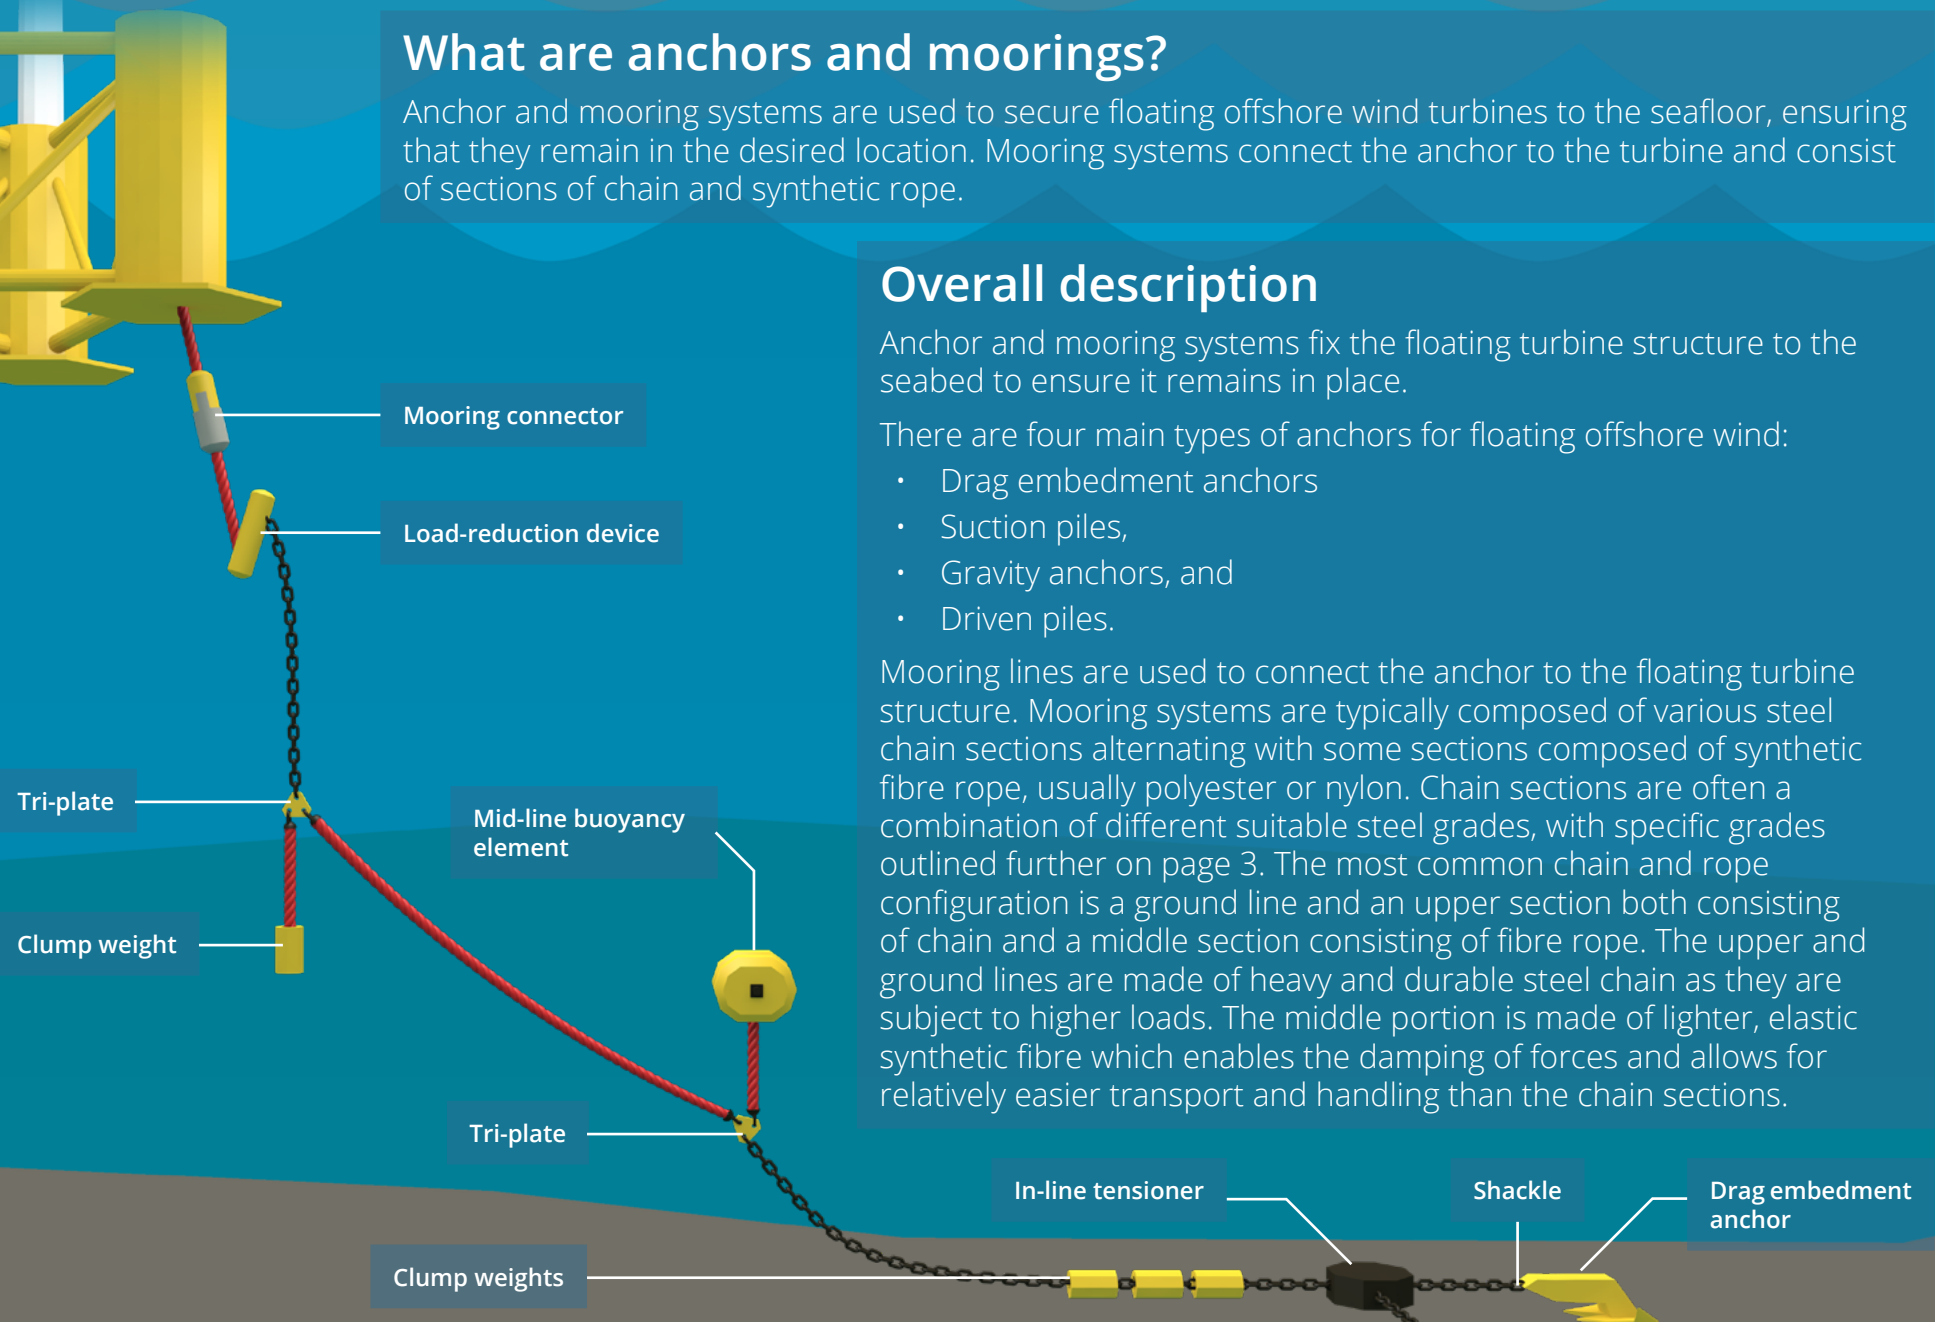 What are anchors and moorings?
Anchor and mooring systems are used to secure floating offshore wind turbines to the seafloor, ensuring
that they remain in the desired location. Mooring systems connect the anchor to the turbine and consist
of sections of chain and synthetic rope.
Overall description
Anchor and mooring systems fix the floating turbine structure to the
seabed to ensure it remains in place.
There are four main types of anchors for floating offshore wind:
• Drag embedment anchors
• Suction piles,
• Gravity anchors, and
• Driven piles.
Mooring lines are used to connect the anchor to the floating turbine
structure. Mooring systems are typically composed of various steel
chain sections alternating with some sections composed of synthetic
fibre rope, usually polyester or nylon. Chain sections are often a
combination of different suitable steel grades, with specific grades
outlined further on page 3. The most common chain and rope
configuration is a ground line and an upper section both consisting
of chain and a middle section consisting of fibre rope. The upper and
ground lines are made of heavy and durable steel chain as they are
subject to higher loads. The middle portion is made of lighter, elastic
synthetic fibre which enables the damping of forces and allows for
relatively easier transport and handling than the chain sections.
Mooring connector
Load-reduction device
Tri-plate
Mid-line buoyancy
element
Clump weight
Tri-plate
In-line tensioner
Shackle
Drag embedment
anchor
Clump weights